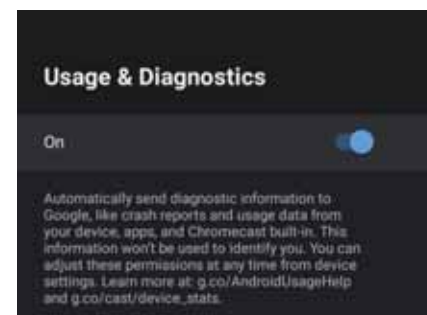 Usage & Diagnostics
On
Automatically send diagnostic information to
Google, like crash reports and usage data from
your device, apps, and Chromecast built-in. This
information won't be used to identify you. You can
adjust these permissions at any time from device
settings. Learn more at: g.co/AndroidUsageHelp
and g.co/cast/device_stats.